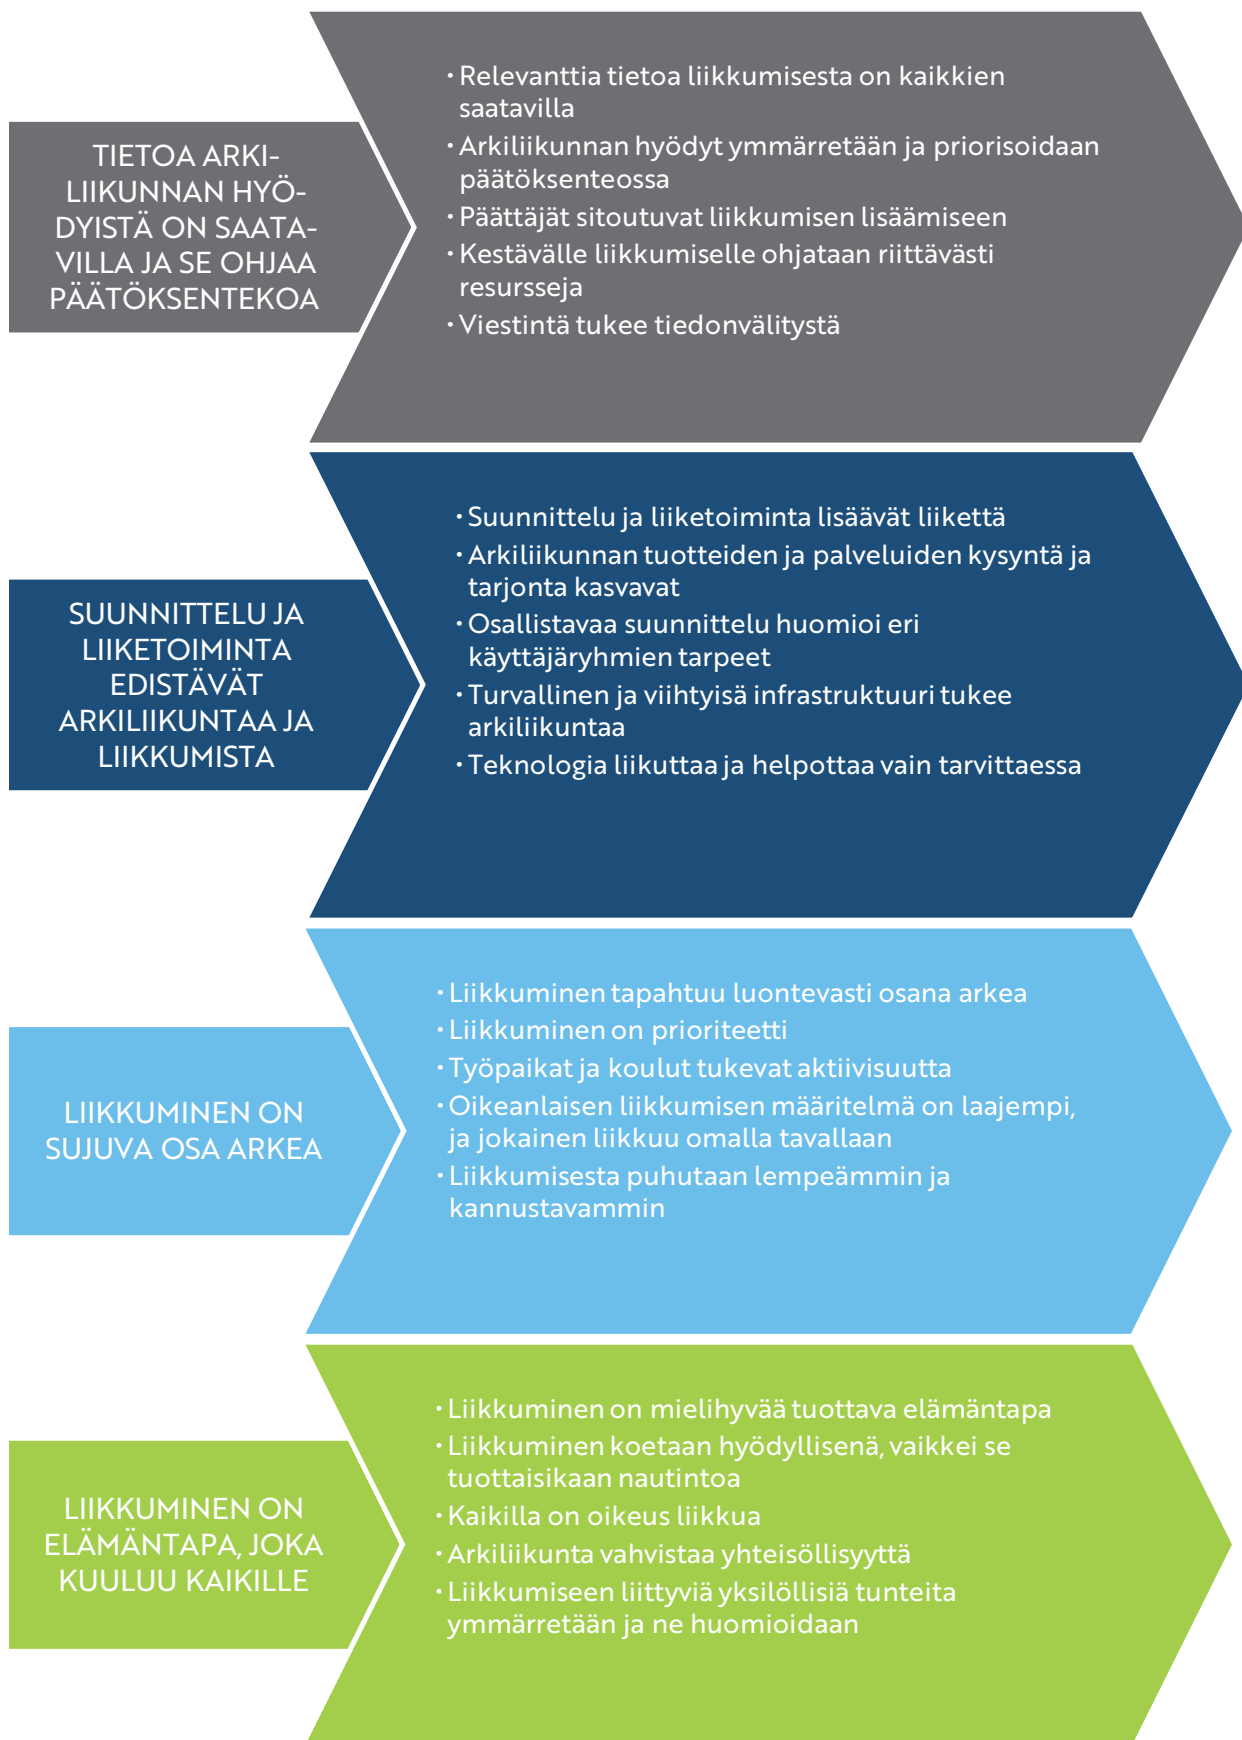 TIETOA ARKI-
LIIKUNNAN HYÖ-
DYISTÄ ON SAATA-
VILLA JA SE OHJAA
PÄÄTÖKSENTEKOA
· Relevanttia tietoa liikkumisesta on kaikkien
saatavilla
· Arkiliikunnan hyödyt ymmärretään ja priorisoidaan
päätöksenteossa
· Päättäjät sitoutuvat liikkumisen lisäämiseen
· Kestävälle liikkumiselle ohjataan riittävästi
resursseja
· Viestintä tukee tiedonvälitystä
SUUNNITTELU JA
LIIKETOIMINTA
EDISTÄVÄT
ARKILIIKUNTAA JA
LIIKKUMISTA
· Suunnittelu ja liiketoiminta lisäävät liikettä
· Arkiliikunnan tuotteiden ja palveluiden kysyntä ja
tarjonta kasvavat
· Osallistavaa suunnittelu huomioi eri
käyttäjäryhmien tarpeet
· Turvallinen ja viihtyisä infrastruktuuri tukee
arkiliikuntaa
· Teknologia liikuttaa ja helpottaa vain tarvittaessa
LIIKKUMINEN ON
SUJUVA OSA ARKEA
· Liikkuminen tapahtuu luontevasti osana arkea
· Liikkuminen on prioriteetti
· Työpaikat ja koulut tukevat aktiivisuutta
· Oikeanlaisen liikkumisen määritelmä on laajempi,
ja jokainen liikkuu omalla tavallaan
· Liikkumisesta puhutaan lempeämmin ja
kannustavammin
LIIKKUMINEN ON
ELÄMÄNTAPA, JOKA
KUULUU KAIKILLE
· Liikkuminen on mielihyvää tuottava elämäntapa
· Liikkuminen koetaan hyödyllisenä, vaikkei se
tuottaisikaan nautintoa
· Kaikilla on oikeus liikkua
· Arkiliikunta vahvistaa yhteisöllisyyttä
· Liikkumiseen liittyviä yksilöllisiä tunteita
ymmärretään ja ne huomioidaan